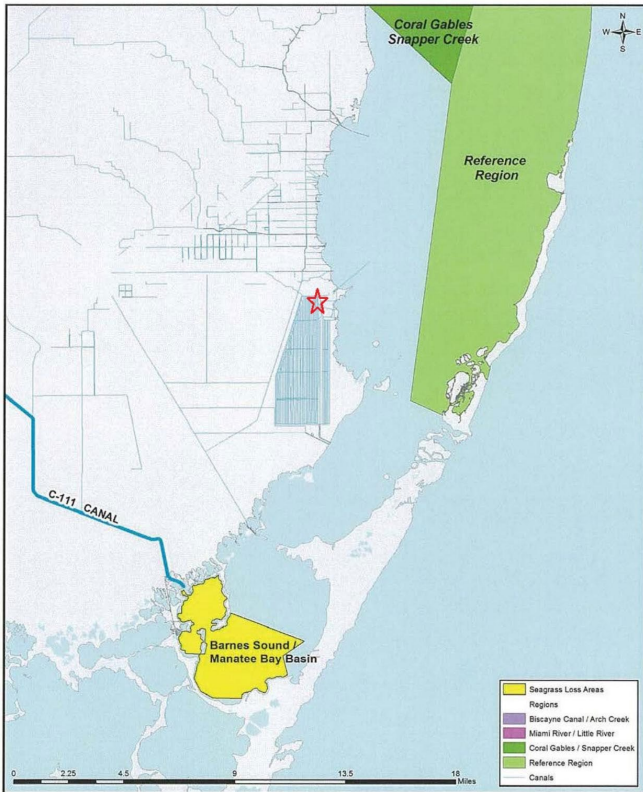 Coral Gables
Snapper Creek
N
W E
S
Reference
Region
C-111 CANAL
Barnes Sound /
Manatee Bay Basin
Seagrass Loss Areas
Regions
Biscayne Canal / Arch Creek
Miami River / Little River
Coral Gables / Snapper Creek
Reference Region
Canals
0 2.25 4.5 9 13.5 18
Miles